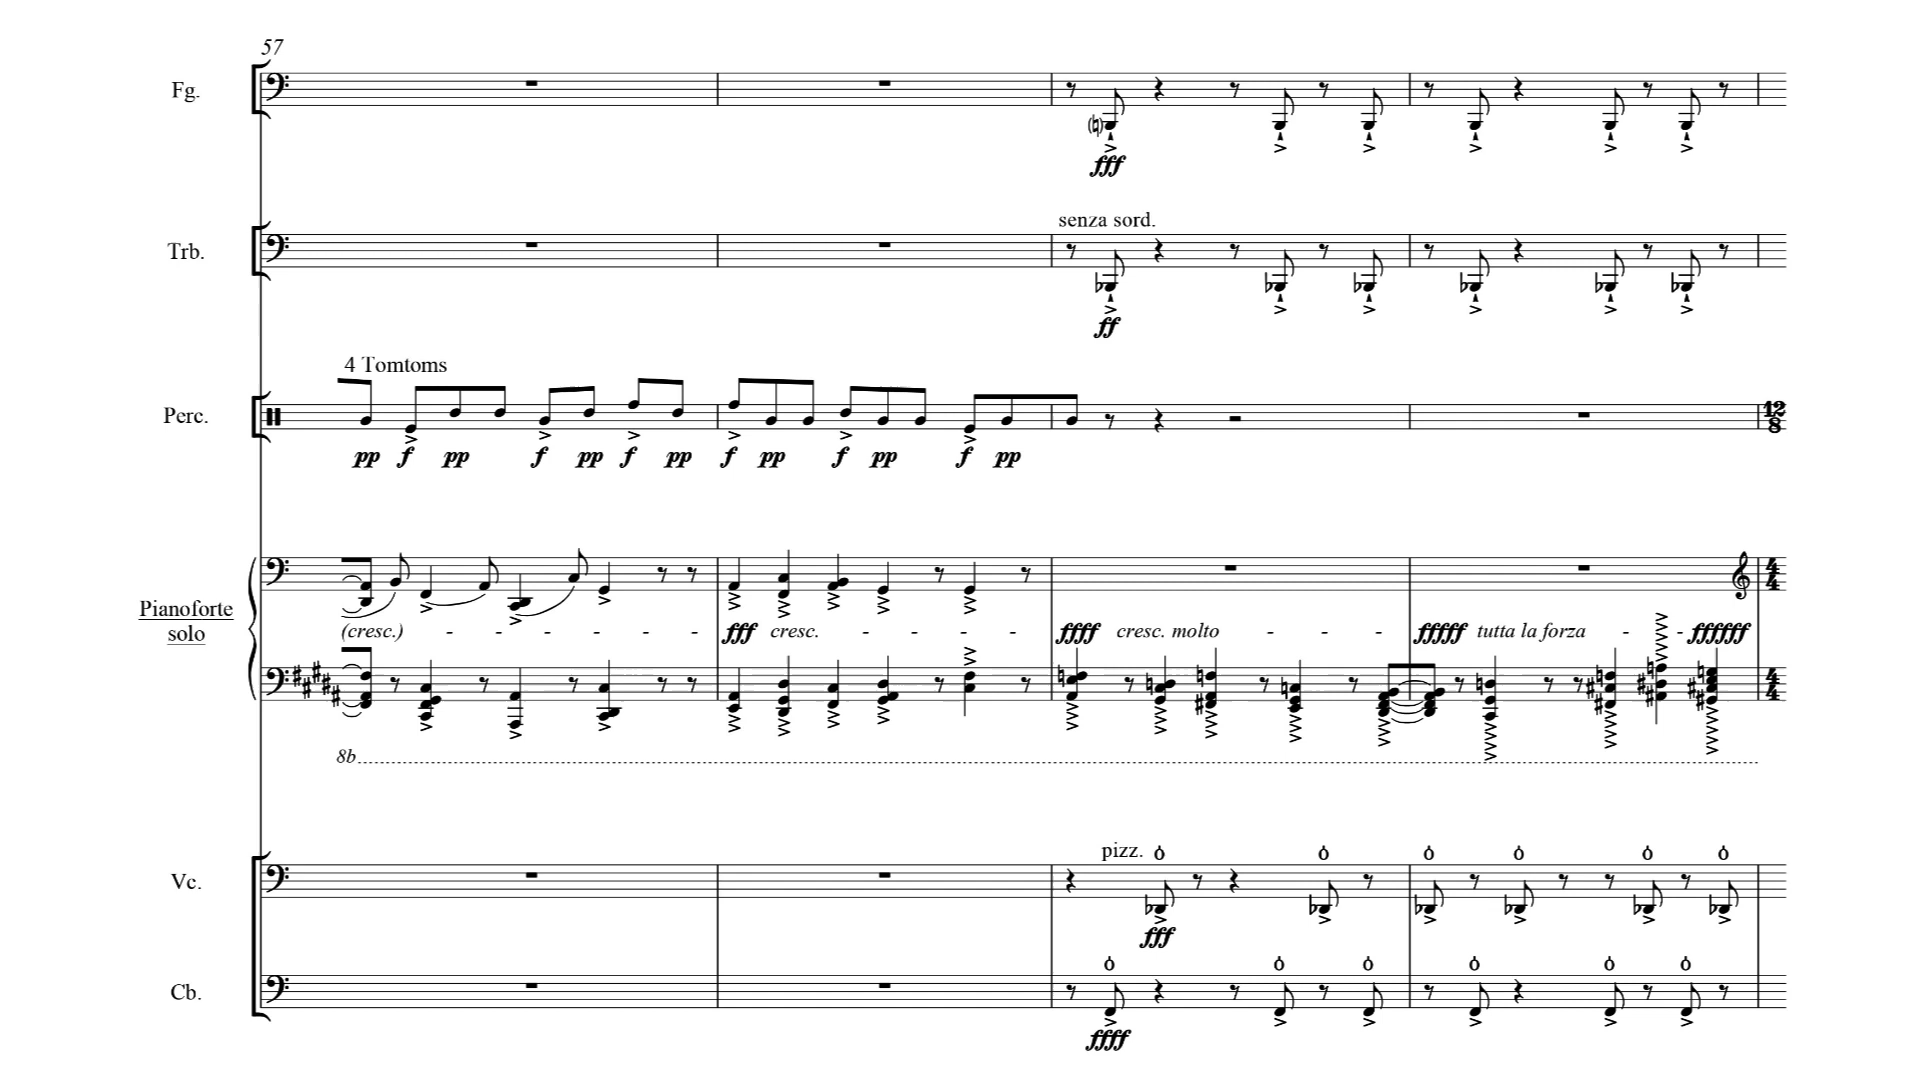 57
Fg.
fff
senza sord.
Trb.
ff
4 Tomtoms
Perc.
pp f pp f pp f pp f pp f pp f pp
12
8
Pianoforte
solo
(cresc.) - - - - - - fff cresc. - - - - ffff cresc. molto - - - fffff tutta la forza - - ffffff
4
4
4
4
8b
pizz.
Vc.
fff
Cb.
ffff